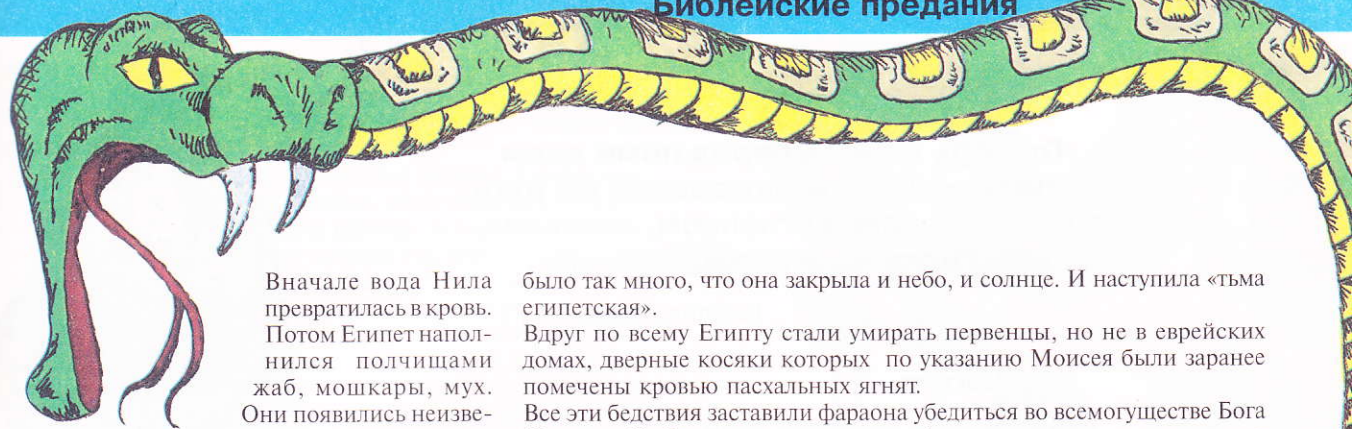 Библейские предания
Вначале вода Нила
превратилась в кровь.
Потом Египет напол-
нился полчищами
жаб, мошкары, мух.
Они появились неизве-
было так много, что она закрыла и небо, и солнце. И наступила «тьма
египетская».
Вдруг по всему Египту стали умирать первенцы, но не в еврейских
домах, дверные косяки которых по указанию Моисея были заранее
помечены кровью пасхальных ягнят.
Все эти бедствия заставили фараона убедиться во всемогуществе Бога